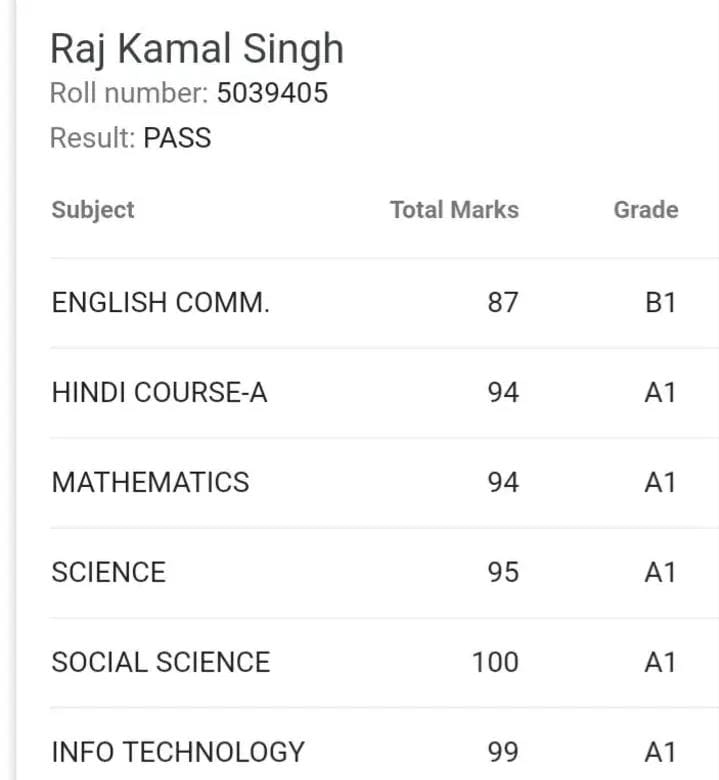 Raj Kamal Singh
Roll number: 5039405
Result: PASS
Subject Total Marks Grade
ENGLISH COMM. 87 B1
HINDI COURSE-A 94 A1
MATHEMATICS 94 A1
SCIENCE 95 A1
SOCIAL SCIENCE 100 A1
INFO TECHNOLOGY 99 A1